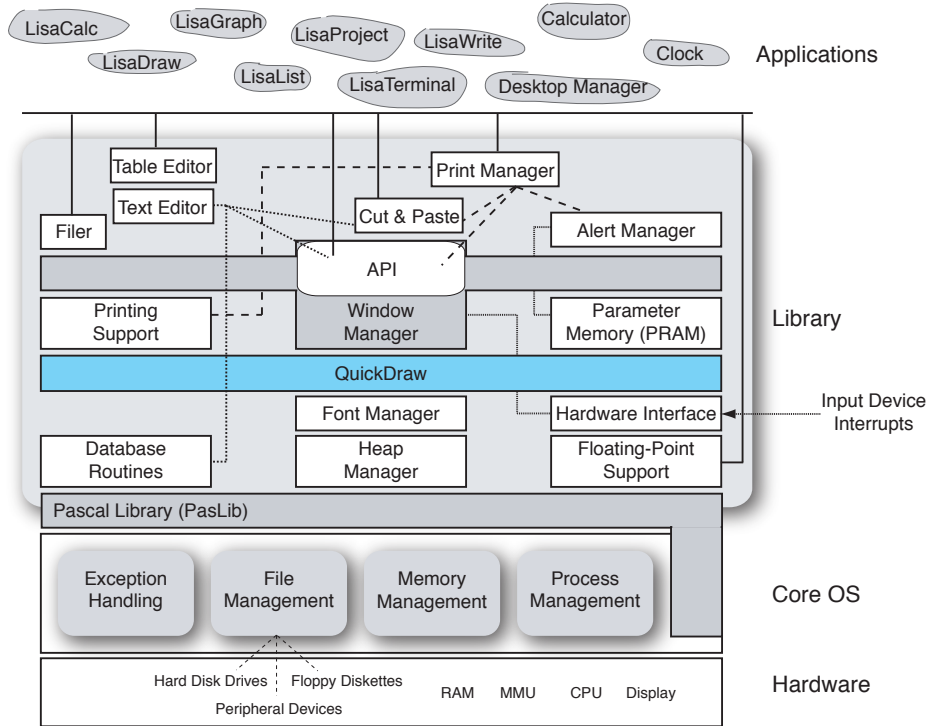 LisaCalc
LisaGraph
LisaProject
LisaWrite
Calculator
Clock
LisaDraw
LisaList
LisaTerminal
Desktop Manager
Applications
Table Editor
Print Manager
Text Editor
Cut & Paste
Filer
Alert Manager
API
Printing
Support
Window
Manager
Parameter
Memory (PRAM)
Library
QuickDraw
Font Manager
Hardware Interface
Input Device
Interrupts
Database
Routines
Heap
Manager
Floating-Point
Support
Pascal Library (PasLib)
Exception
Handling
File
Management
Memory
Management
Process
Management
Core OS
Hard Disk Drives
Floppy Diskettes
Peripheral Devices
RAM
MMU
CPU
Display
Hardware